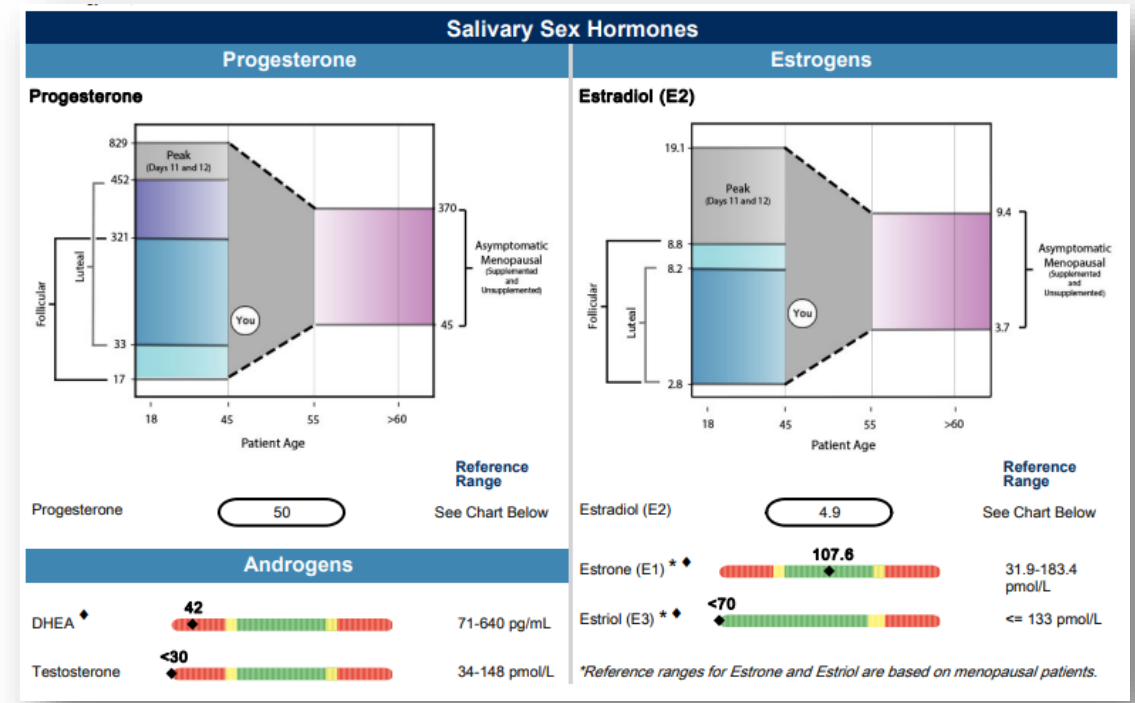 Salivary Sex Hormones
Progesterone
Progesterone
829
Peak
(Days 11 and 12)
452
321
33
17
Follicular
Luteal
You
370
45
Asymptomatic
Menopausal
(Supplemented
and
Unsupplemented)
18
45
55
>60
Patient Age
Reference
Range
Progesterone
50
See Chart Below
Androgens
DHEA ♦
42
71-640 pg/mL
Testosterone
<30
34-148 pmol/L
Estrogens
Estradiol (E2)
19.1
Peak
(Days 11 and 12)
8.8
8.2
2.8
Follicular
Luteal
You
9.4
3.7
Asymptomatic
Menopausal
(Supplemented
and
Unsupplemented)
18
45
55
>60
Patient Age
Reference
Range
Estradiol (E2)
4.9
See Chart Below
Estrone (E1) * ♦
107.6
31.9-183.4
pmol/L
Estriol (E3) * ♦
<70
<= 133 pmol/L
*Reference ranges for Estrone and Estriol are based on menopausal patients.